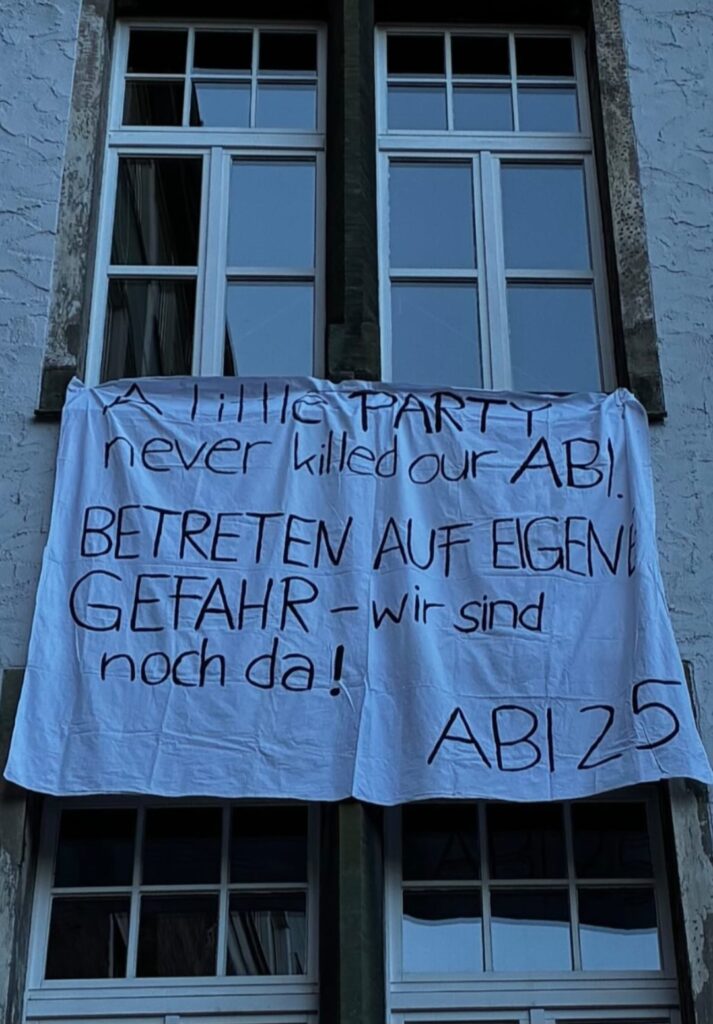 A little PARTY
never killed our ABI.
BETRETEN AUF EIGENE
GEFAHR - wir sind
noch da!
ABI 25